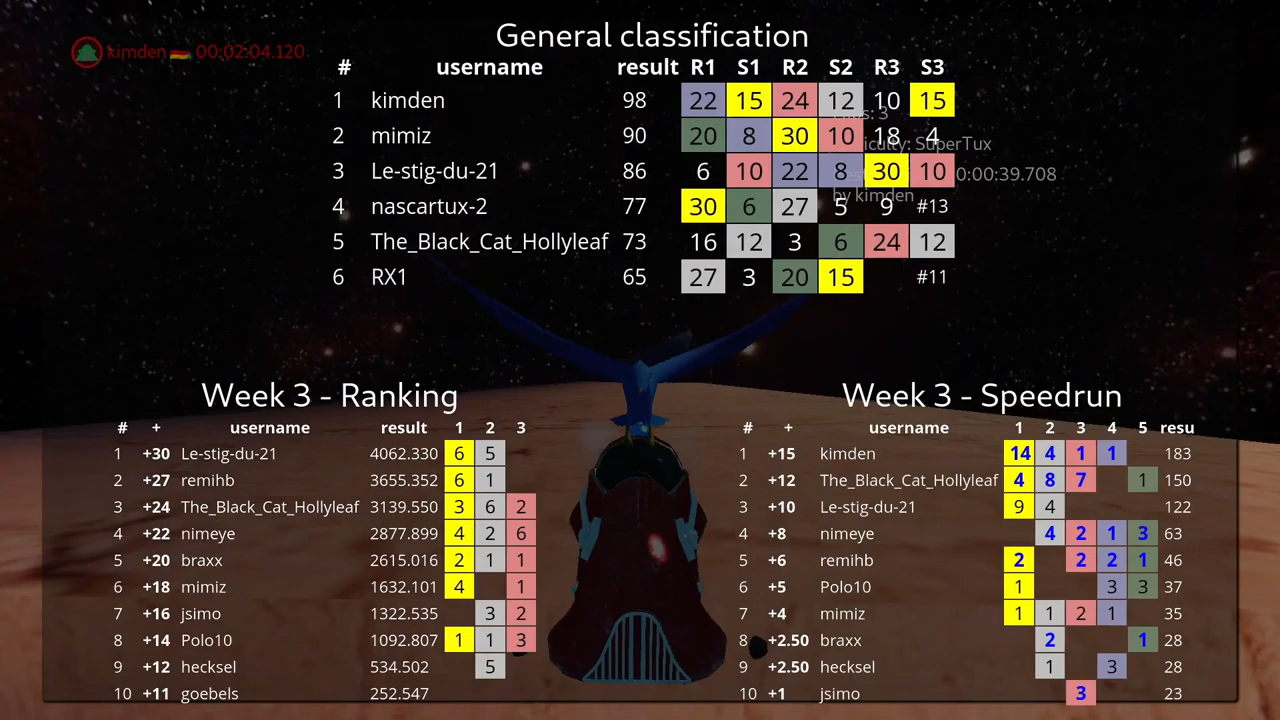 General classification
kimden 00:02:04.120
# username result R1 S1 R2 S2 R3 S3
1 kimden 98 22 15 24 12 10 15
2 mimiz 90 20 8 30 10 18 4
3 Le-stig-du-21 86 6 10 22 8 30 10
4 nascartux-2 77 30 6 27 5 9 #13
5 The_Black_Cat_Hollyleaf 73 16 12 3 6 24 12
6 RX1 65 27 3 20 15 #11
: 3
iculty: SuperTux
0:00:39.708
by kimden
Week 3 - Ranking
# + username result 1 2 3
1 +30 Le-stig-du-21 4062.330 6 5
2 +27 remihb 3655.352 6 1
3 +24 The_Black_Cat_Hollyleaf 3139.550 3 6 2
4 +22 nimeye 2877.899 4 2 6
5 +20 braxx 2615.016 2 1 1
6 +18 mimiz 1632.101 4 1
7 +16 jsimo 1322.535 3 2
8 +14 Polo10 1092.807 1 1 3
9 +12 hecksel 534.502 5
10 +11 goebels 252.547
Week 3 - Speedrun
# + username 1 2 3 4 5 resu
1 +15 kimden 14 4 1 1 183
2 +12 The_Black_Cat_Hollyleaf 4 8 7 1 150
3 +10 Le-stig-du-21 9 4 122
4 +8 nimeye 4 2 1 3 63
5 +6 remihb 2 2 2 1 46
6 +5 Polo10 1 3 3 37
7 +4 mimiz 1 1 2 1 35
8 +2.50 braxx 2 1 28
9 +2.50 hecksel 1 3 28
10 +1 jsimo 3 23